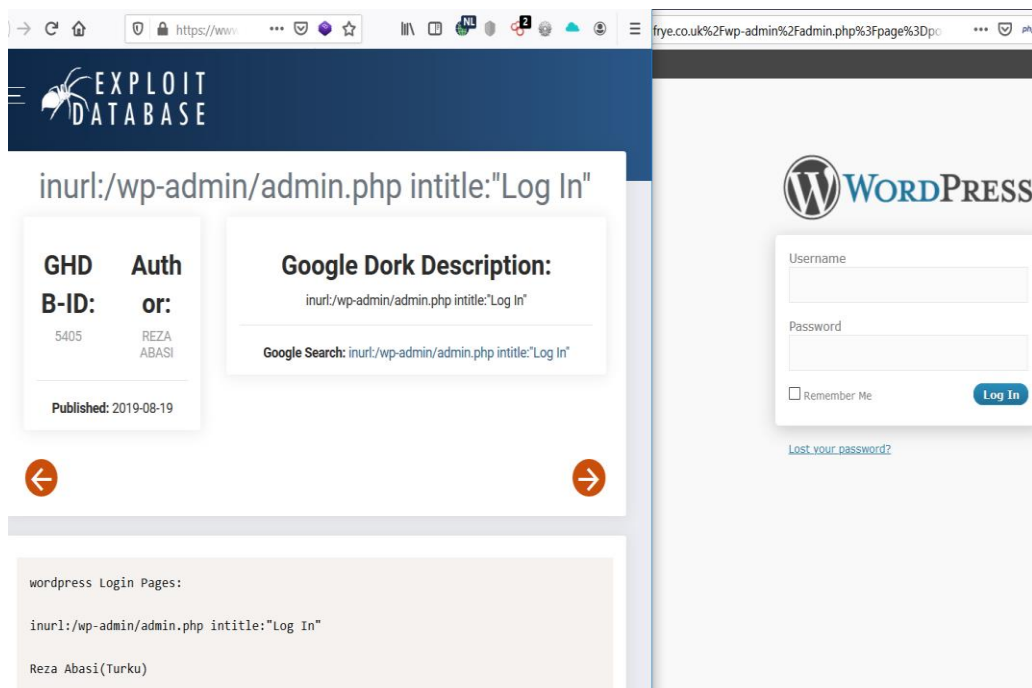 https://www
NL
2
EXPLOIT
DATABASE
inurl:/wp-admin/admin.php intitle:"Log In"
GHD
B-ID:
5405
Auth
or:
REZA
ABASI
Published: 2019-08-19
Google Dork Description:
inurl:/wp-admin/admin.php intitle:"Log In"
Google Search: inurl:/wp-admin/admin.php intitle:"Log In"
wordpress Login Pages:
inurl:/wp-admin/admin.php intitle:"Log In"
Reza Abasi(Turku)
frye.co.uk%2Fwp-admin%2Fadmin.php%3Fpage%3Dpo
WORDPRESS
Username
Password
Remember Me
Log In
Lost your password?